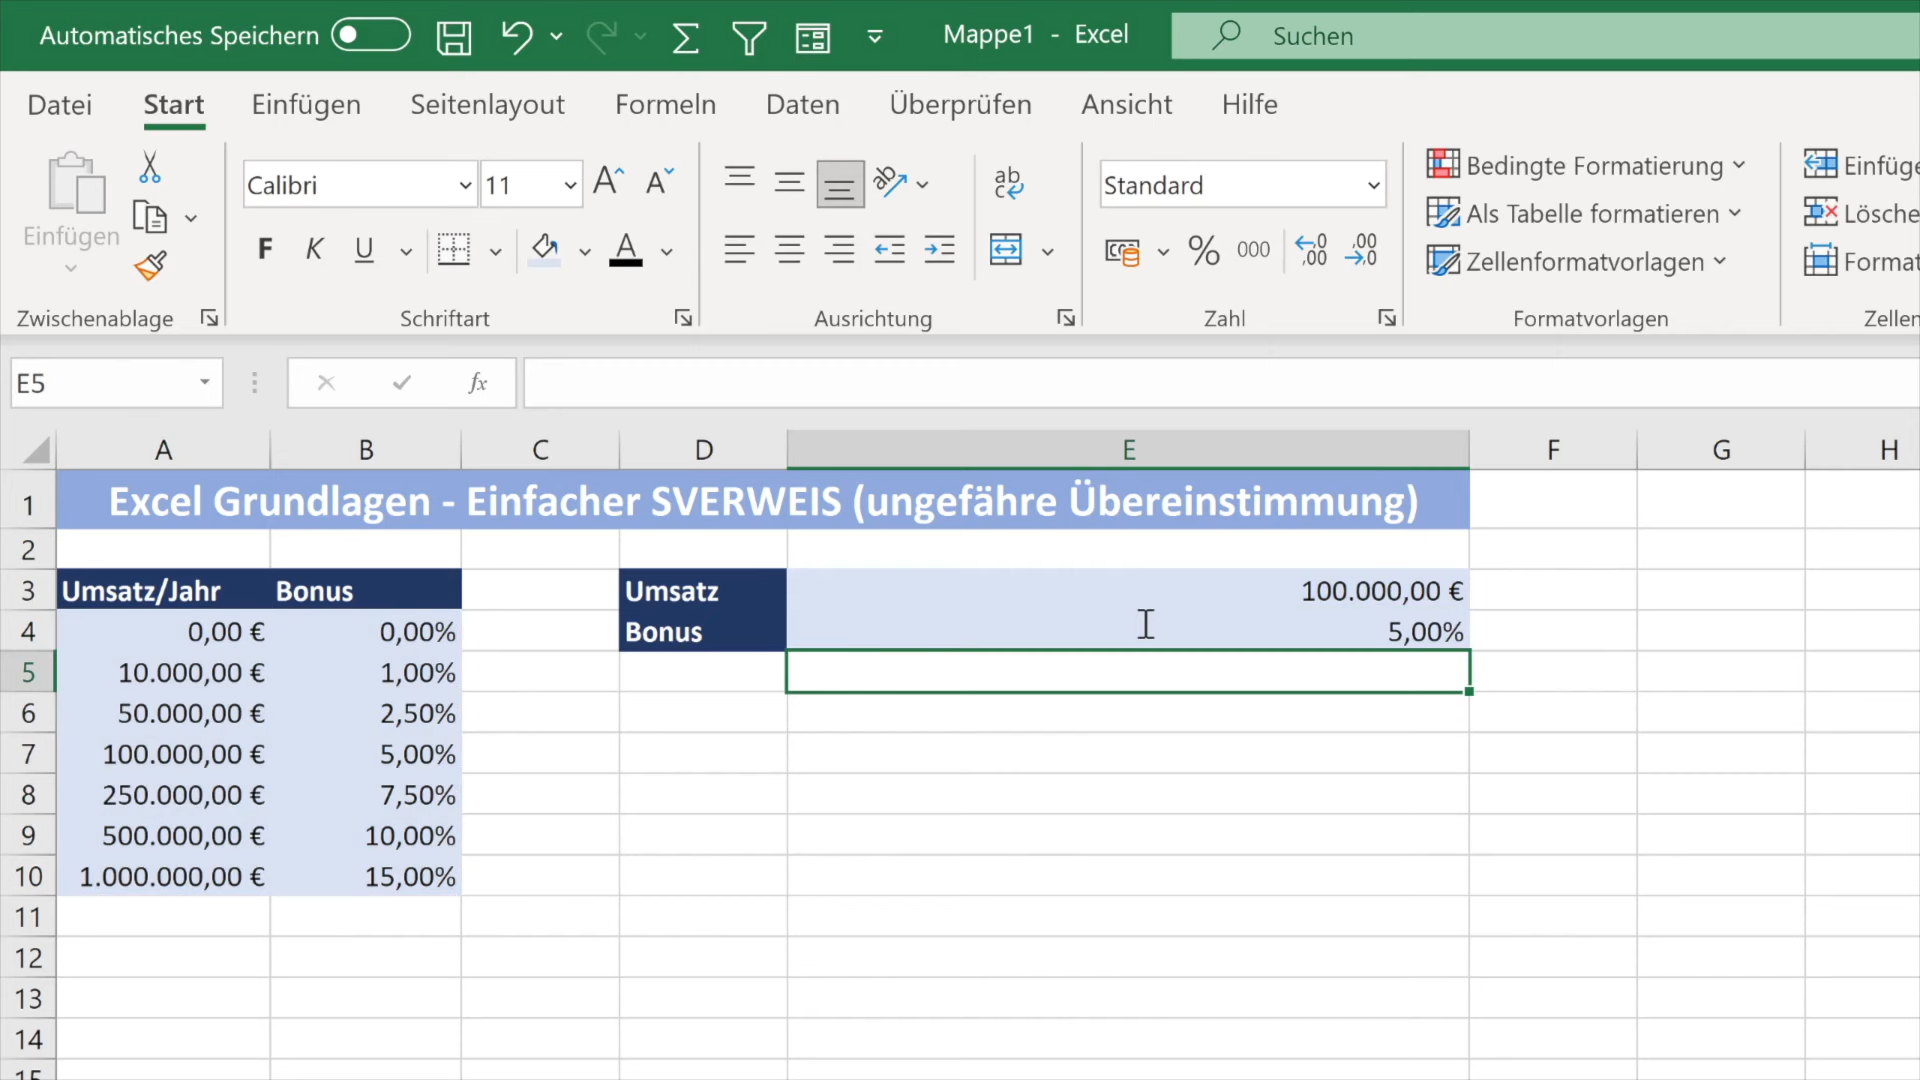 Automatisches Speichern
Mappe1 - Excel
Suchen
Datei Start Einfügen Seitenlayout Formeln Daten Überprüfen Ansicht Hilfe
Einfügen
Calibri 11
Standard
Bedingte Formatierung
Als Tabelle formatieren
Zellenformatvorlagen
Einfüge
Lösche
Format
F K U A
% 000
Zwischenablage Schriftart Ausrichtung Zahl Formatvorlagen Zellen
E5 fx
A B C D E F G H
1 Excel Grundlagen - Einfacher SVERWEIS (ungefähre Übereinstimmung)
2
3 Umsatz/Jahr Bonus Umsatz 100.000,00 €
4 0,00 € 0,00% Bonus 5,00%
5 10.000,00 € 1,00%
6 50.000,00 € 2,50%
7 100.000,00 € 5,00%
8 250.000,00 € 7,50%
9 500.000,00 € 10,00%
10 1.000.000,00 € 15,00%
11
12
13
14
15